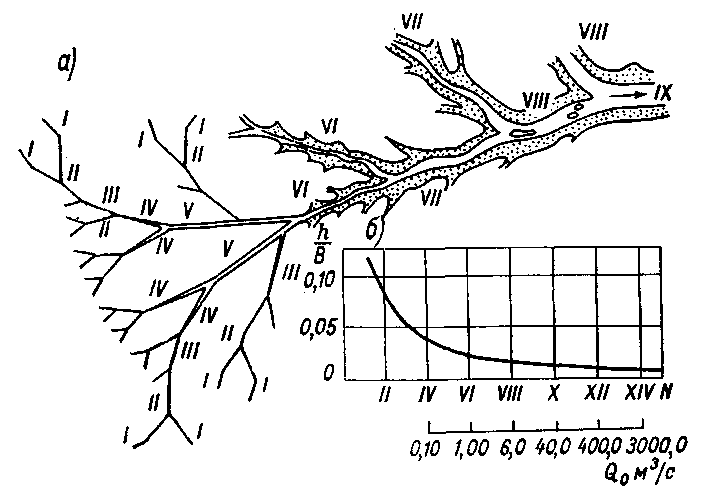 а)
VII
VIII
VIII
IX
I
I
I
I
VI
II
II
VI
VII
III
IV
V
II
IV
V
III
IV
IV
III
II
II
I
I
I
I
б)
h/B
0,10
0,05
0
II IV VI VIII X XII XIV N
0,10 1,00 6,0 40,0 400,0 3000,0
Q₀ м³/с